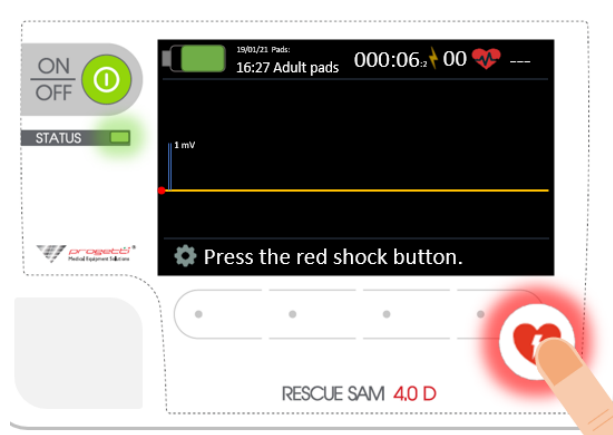 ON
OFF
STATUS
19/01/21 Pads:
16:27 Adult pads
000:06.2
00
---
1 mV
progetti®
Medical Equipment Solutions
Press the red shock button.
RESCUE SAM 4.0 D